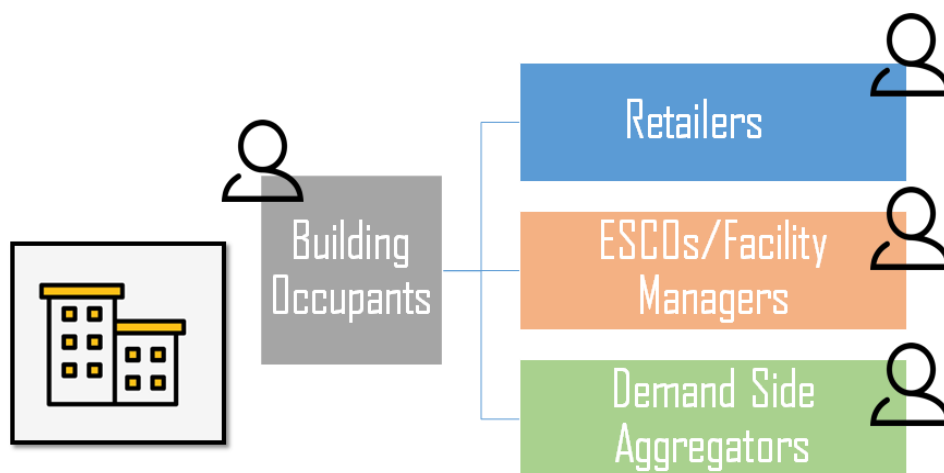 Building
Occupants
Retailers
ESCOs/Facility
Managers
Demand Side
Aggregators